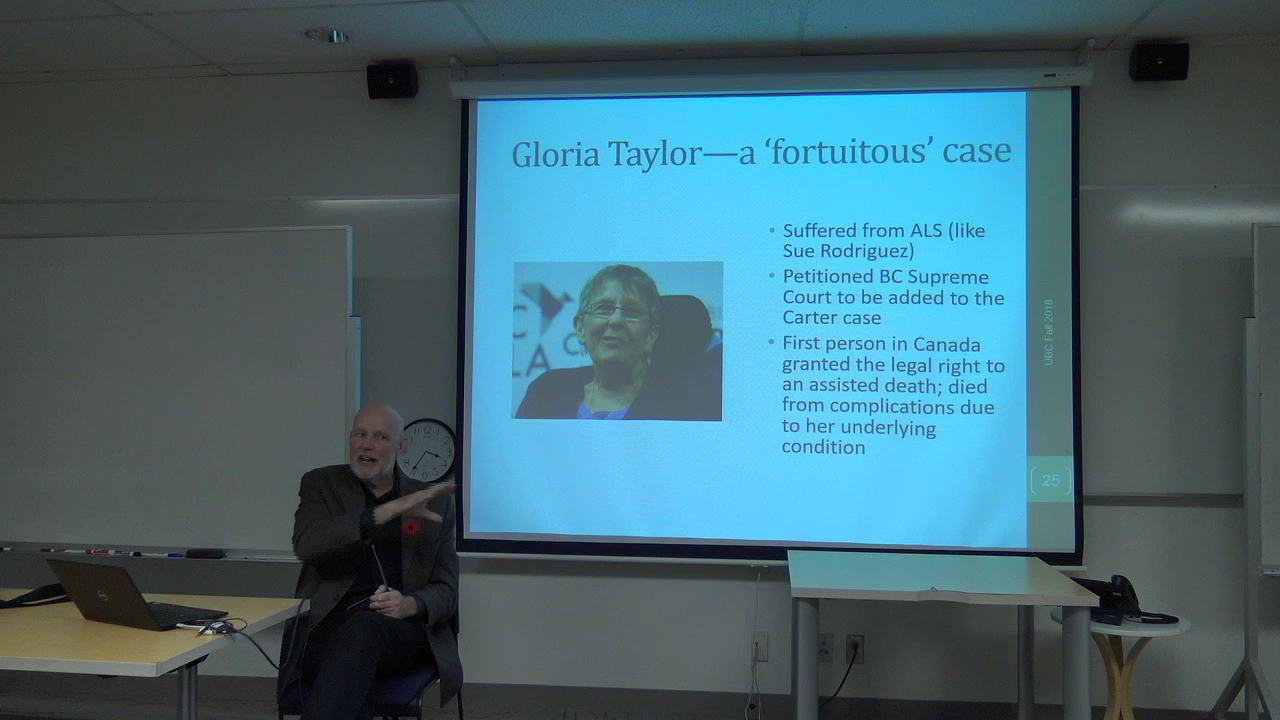 Gloria Taylor—a ‘fortuitous’ case
• Suffered from ALS (like
Sue Rodriguez)
• Petitioned BC Supreme
Court to be added to the
Carter case
• First person in Canada
granted the legal right to
an assisted death; died
from complications due
to her underlying
condition
UBC Fall 2018
25